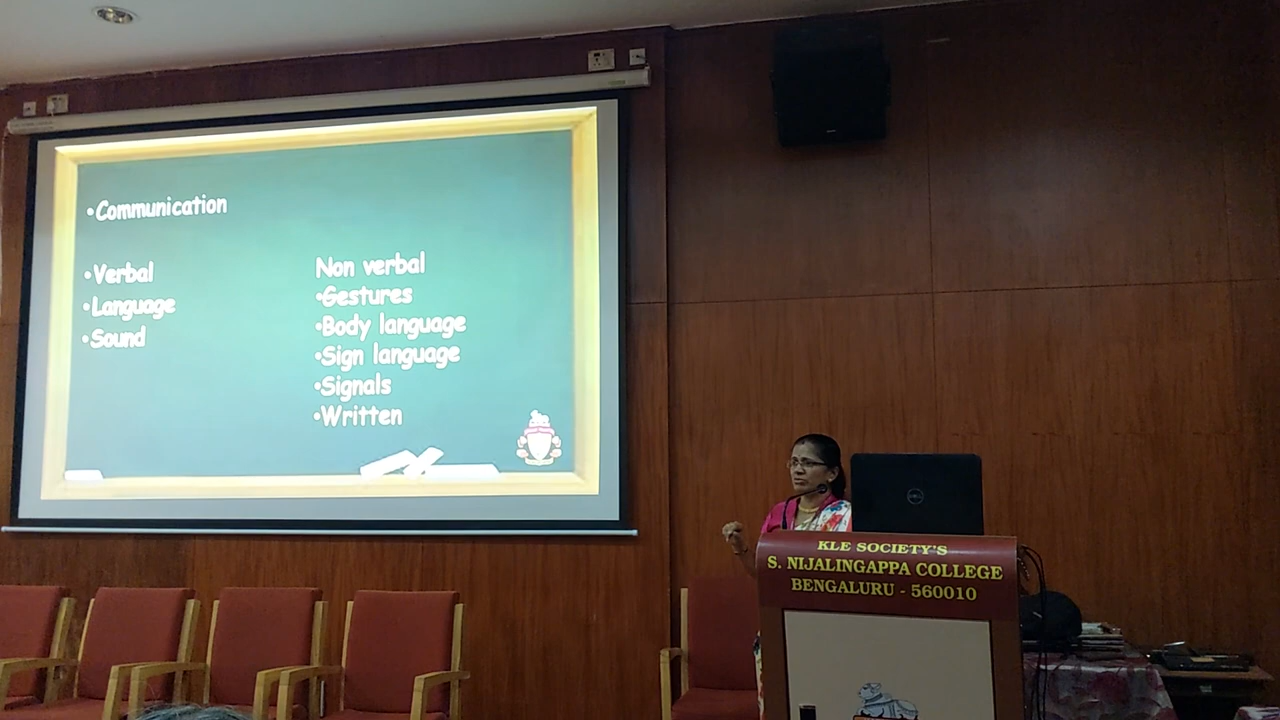 •Communication
•Verbal
•Language
•Sound
Non verbal
•Gestures
•Body language
•Sign language
•Signals
•Written
DELL
KLE SOCIETY'S
S. NIJALINGAPPA COLLEGE
BENGALURU - 560010